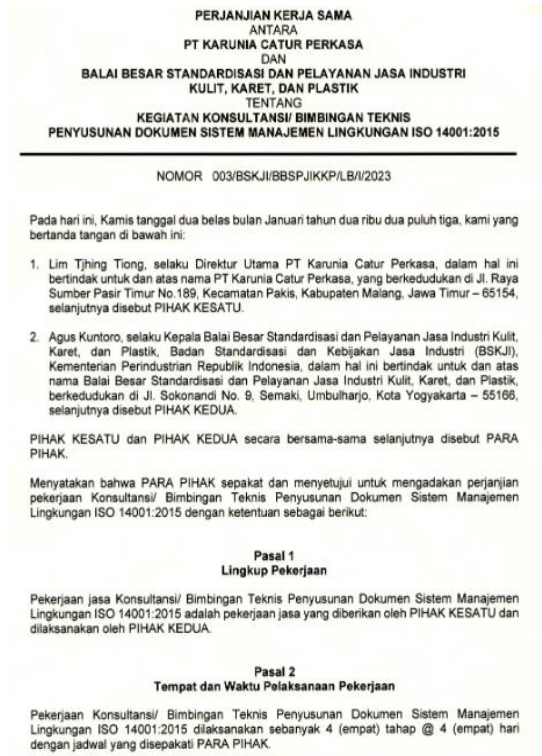 PERJANJIAN KERJA SAMA
ANTARA
PT KARUNIA CATUR PERKASA
DAN
BALAI BESAR STANDARDISASI DAN PELAYANAN JASA INDUSTRI
KULIT, KARET, DAN PLASTIK
TENTANG
KEGIATAN KONSULTANSI/ BIMBINGAN TEKNIS
PENYUSUNAN DOKUMEN SISTEM MANAJEMEN LINGKUNGAN ISO 14001:2015
NOMOR 003/BSKJI/BBSPJIKKP/LB/I/2023
Pada hari ini, Kamis tanggal dua belas bulan Januari tahun dua ribu dua puluh tiga, kami yang
bertanda tangan di bawah ini:
1. Lim Tjhing Tiong, selaku Direktur Utama PT Karunia Catur Perkasa, dalam hal ini
bertindak untuk dan atas nama PT Karunia Catur Perkasa, yang berkedudukan di Jl. Raya
Sumber Pasir Timur No.189, Kecamatan Pakis, Kabupaten Malang, Jawa Timur – 65154,
selanjutnya disebut PIHAK KESATU.
2. Agus Kuntoro, selaku Kepala Balai Besar Standardisasi dan Pelayanan Jasa Industri Kulit,
Karet, dan Plastik, Badan Standardisasi dan Kebijakan Jasa Industri (BSKJI),
Kementerian Perindustrian Republik Indonesia, dalam hal ini bertindak untuk dan atas
nama Balai Besar Standardisasi dan Pelayanan Jasa Industri Kulit, Karet, dan Plastik,
berkedudukan di Jl. Sokonandi No. 9, Semaki, Umbulharjo, Kota Yogyakarta – 55166,
selanjutnya disebut PIHAK KEDUA.
PIHAK KESATU dan PIHAK KEDUA secara bersama-sama selanjutnya disebut PARA
PIHAK.
Menyatakan bahwa PARA PIHAK sepakat dan menyetujui untuk mengadakan perjanjian
pekerjaan Konsultansi/ Bimbingan Teknis Penyusunan Dokumen Sistem Manajemen
Lingkungan ISO 14001:2015 dengan ketentuan sebagai berikut:
Pasal 1
Lingkup Pekerjaan
Pekerjaan jasa Konsultansi/ Bimbingan Teknis Penyusunan Dokumen Sistem Manajemen
Lingkungan ISO 14001:2015 adalah pekerjaan jasa yang diberikan oleh PIHAK KESATU dan
dilaksanakan oleh PIHAK KEDUA.
Pasal 2
Tempat dan Waktu Pelaksanaan Pekerjaan
Pekerjaan Konsultansi/ Bimbingan Teknis Penyusunan Dokumen Sistem Manajemen
Lingkungan ISO 14001:2015 dilaksanakan sebanyak 4 (empat) tahap @ 4 (empat) hari
dengan jadwal yang disepakati PARA PIHAK.